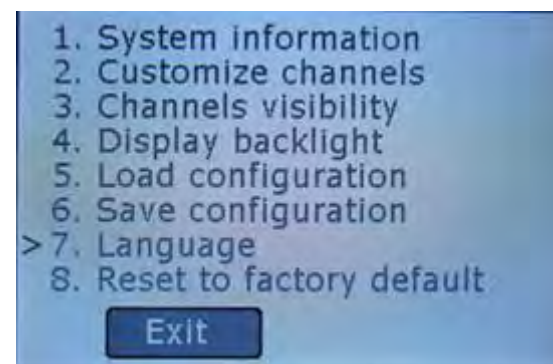 1. System information
2. Customize channels
3. Channels visibility
4. Display backlight
5. Load configuration
6. Save configuration
> 7. Language
8. Reset to factory default
Exit